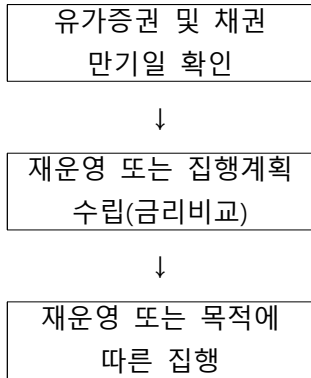 유가증권 및 채권
만기일 확인
↓
재운영 또는 집행계획
수립(금리비교)
↓
재운영 또는 목적에
따른 집행